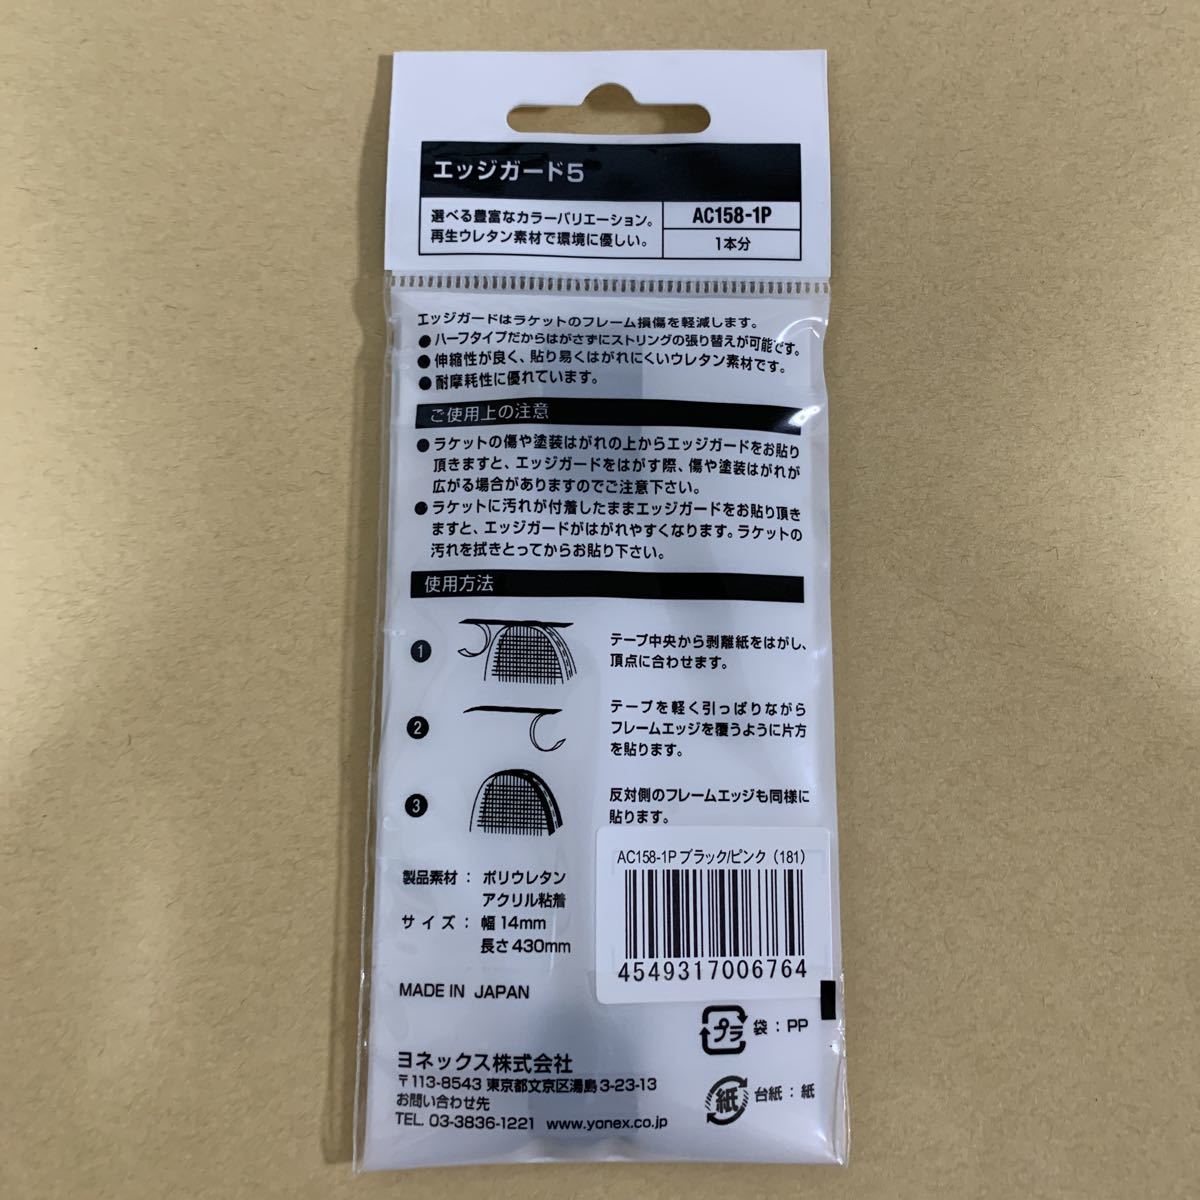 エッジガード5
選べる豊富なカラーバリエーション。
再生ウレタン素材で環境に優しい。
AC158-1P
1本分
エッジガードはラケットのフレーム損傷を軽減します。
●ハーフタイプだからはがさずにストリングの張り替えが可能です。
●伸縮性が良く、貼り易くはがれにくいウレタン素材です。
●耐摩耗性に優れています。
ご使用上の注意
●ラケットの傷や塗装はがれの上からエッジガードをお貼り
頂きますと、エッジガードをはがす際、傷や塗装はがれが
広がる場合がありますのでご注意下さい。
●ラケットに汚れが付着したままエッジガードをお貼り頂き
ますと、エッジガードがはがれやすくなります。ラケットの
汚れを拭きとってからお貼り下さい。
使用方法
1
テープ中央から剥離紙をはがし、
頂点に合わせます。
2
テープを軽く引っぱりながら
フレームエッジを覆うように片方
を貼ります。
3
反対側のフレームエッジも同様に
貼ります。
製品素材：ポリウレタン
アクリル粘着
サイズ：幅14mm
長さ430mm
AC158-1P ブラック/ピンク（181）
4549317006764
MADE IN JAPAN
プラ 袋：PP
紙 台紙：紙
ヨネックス株式会社
〒113-8543 東京都文京区湯島3-23-13
お問い合わせ先
TEL. 03-3836-1221 www.yonex.co.jp